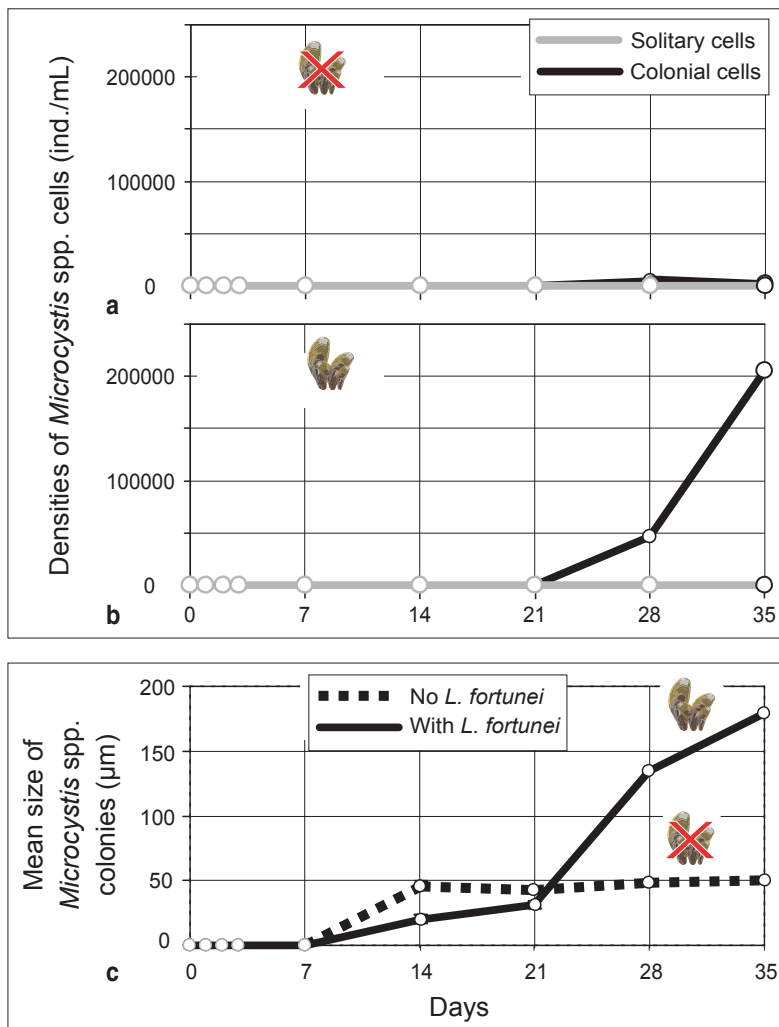 Solitary cells
Colonial cells
Densities of Microcystis spp. cells (ind./mL)
200000
100000
0
a
200000
100000
0
b
0 7 14 21 28 35
200
150
100
50
0
No L. fortunei
With L. fortunei
Mean size of
Microcystis spp.
colonies (µm)
c
0 7 14 21 28 35
Days